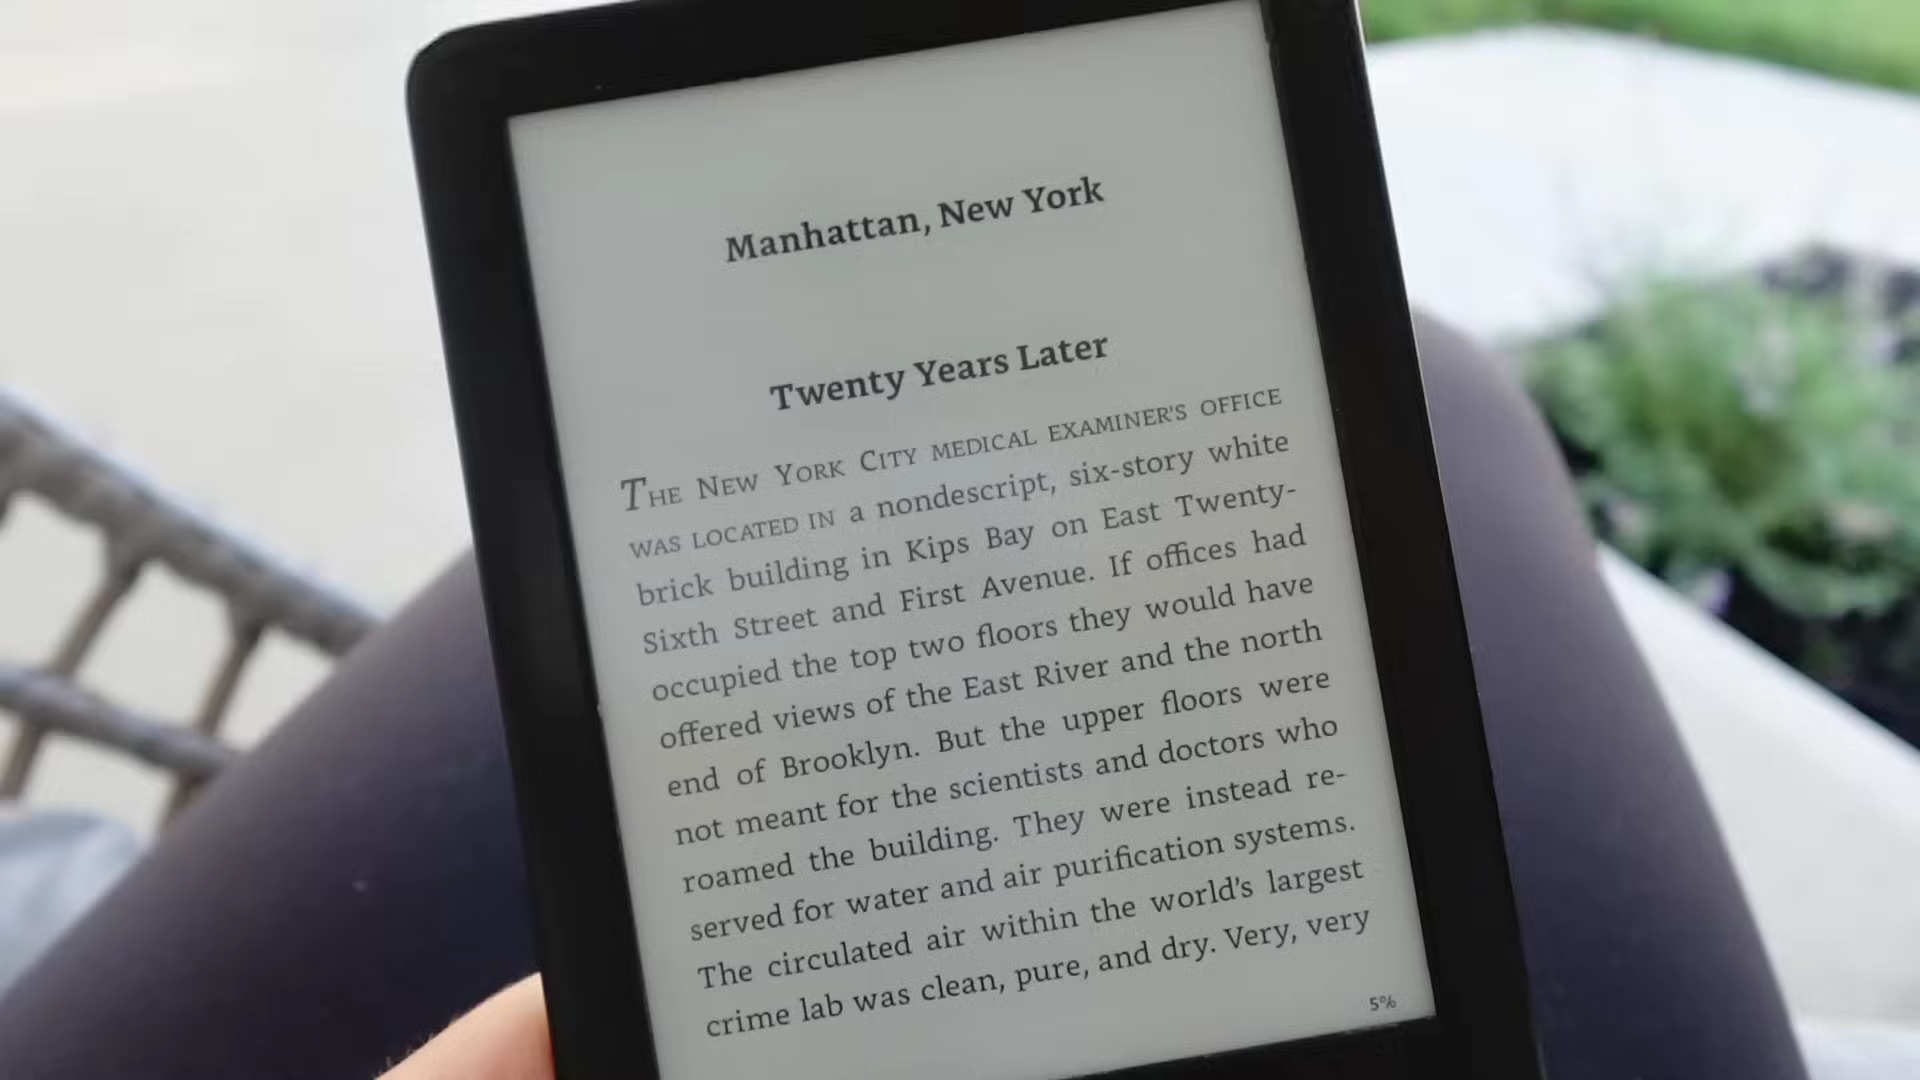 Manhattan, New York
Twenty Years Later
THE NEW YORK CITY MEDICAL EXAMINER'S OFFICE
WAS LOCATED IN a nondescript, six-story white
brick building in Kips Bay on East Twenty-
Sixth Street and First Avenue. If offices had
occupied the top two floors they would have
offered views of the East River and the north
end of Brooklyn. But the upper floors were
not meant for the scientists and doctors who
roamed the building. They were instead re-
served for water and air purification systems.
The circulated air within the world's largest
crime lab was clean, pure, and dry. Very, very
5%